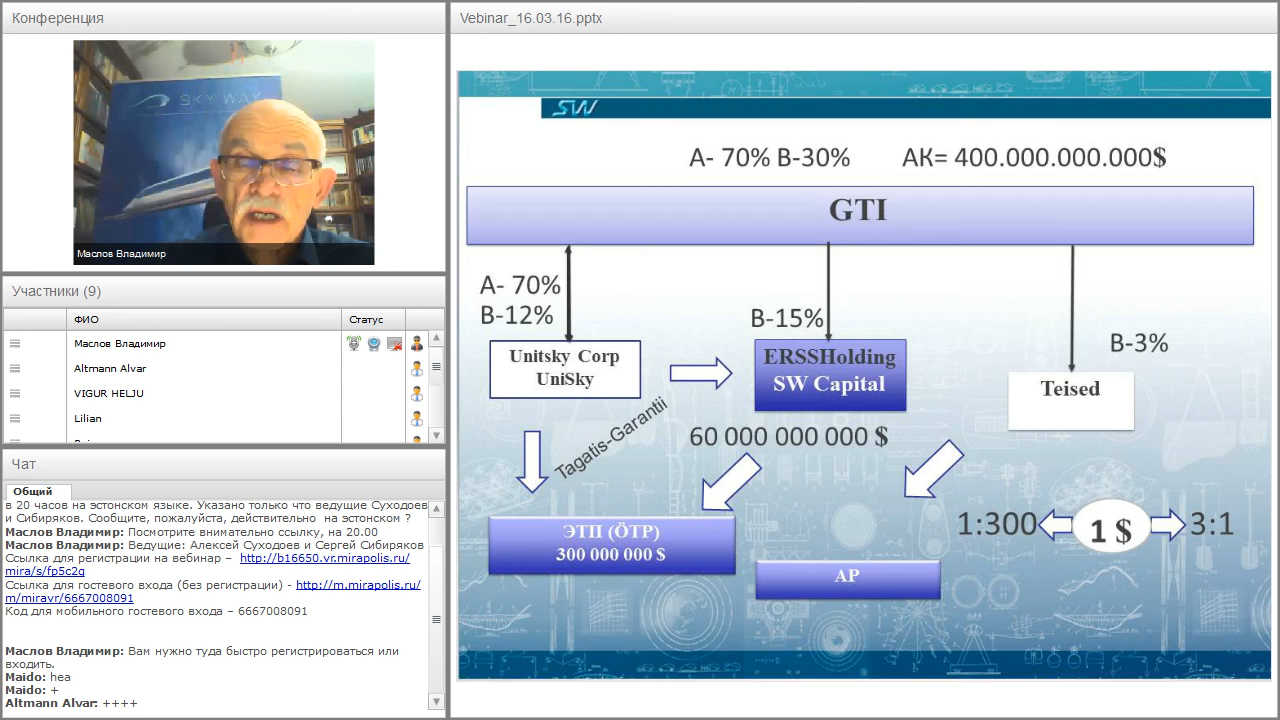 Конференция
SKY WAY
Маслов Владимир
Участники (9)
ФИО
Статус
Маслов Владимир
Altmann Alvar
VIGUR HELJU
Lilian
Чат
Общий
в 20 часов на эстонском языке. Указано только что ведущие Суходоев
и Сибиряков. Сообщите, пожалуйста, действительно на эстонском ?
Маслов Владимир: Посмотрите внимательно ссылку, на 20.00
Маслов Владимир: Ведущие: Алексей Суходоев и Сергей Сибиряков
Ссылка для регистрации на вебинар – http://b16650.vr.mirapolis.ru/
mira/s/fp5c2q
Ссылка для гостевого входа (без регистрации) - http://m.mirapolis.ru/
m/miravr/6667008091
Код для мобильного гостевого входа – 6667008091
Маслов Владимир: Вам нужно туда быстро регистрироваться или
входить.
Maido: hea
Maido: +
Altmann Alvar: ++++
Vebinar_16.03.16.pptx
SW
A- 70% B-30%
АК= 400.000.000.000$
GTI
A- 70%
B-12%
B-15%
B-3%
Unitsky Corp
UniSky
ERSSHolding
SW Capital
Teised
Tagatis-Garantii
60 000 000 000 $
ЭТП (ÖTP)
300 000 000 $
AP
1:300
1 $
3:1